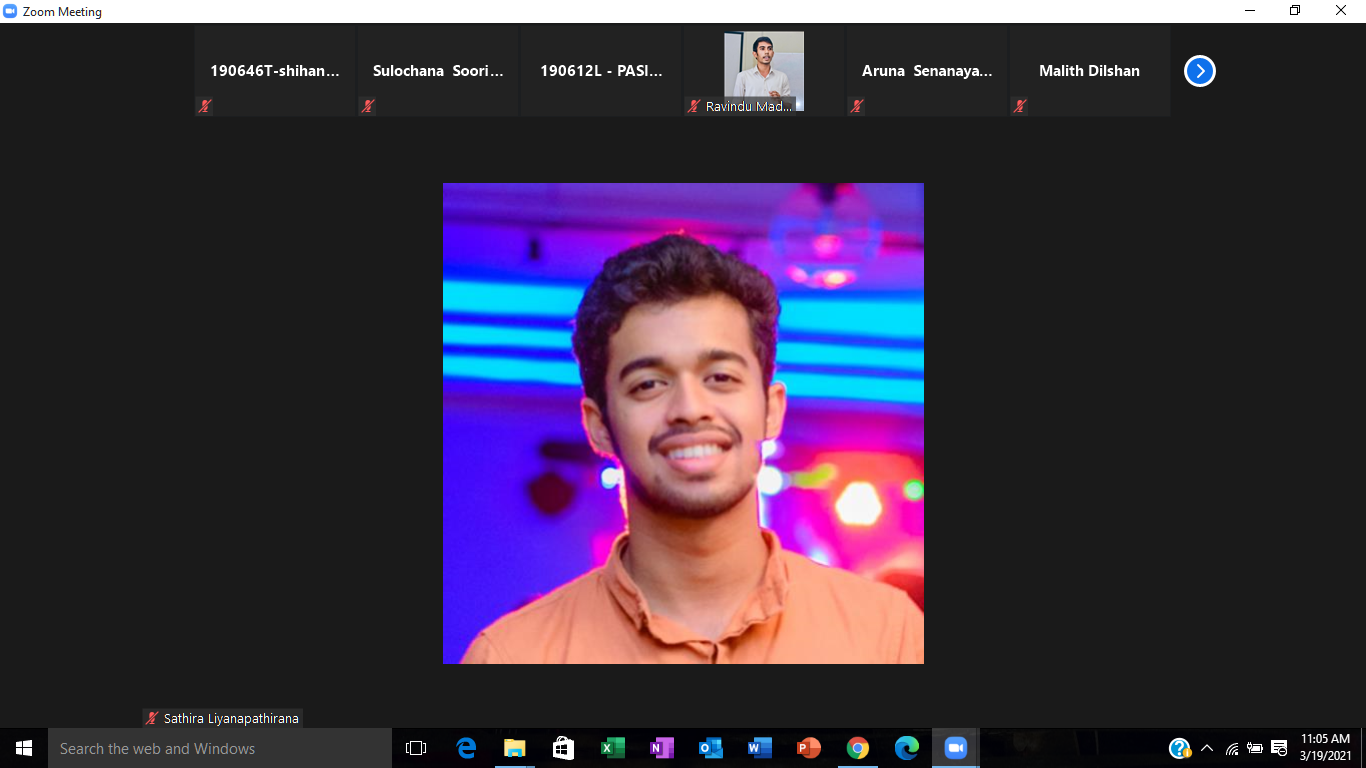 Zoom Meeting
190646T-shihan...
Sulochana Soori...
190612L - PASI...
Ravindu Mad...
Aruna Senanaya...
Malith Dilshan
Sathira Liyanapathirana
Search the web and Windows
11:05 AM
3/19/2021